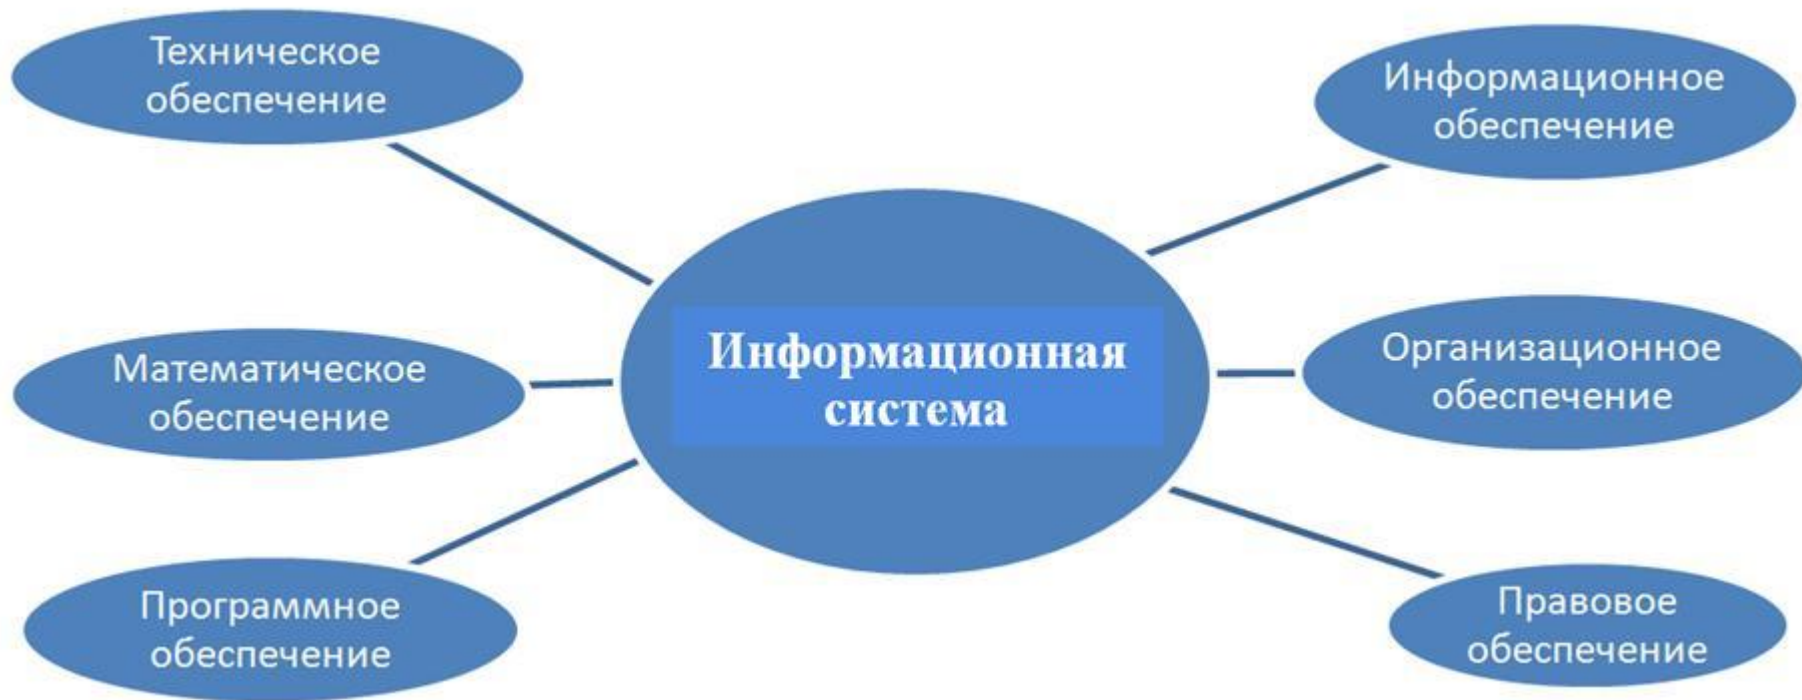 Техническое
обеспечение
Информационное
обеспечение
Информационная
система
Математическое
обеспечение
Организационное
обеспечение
Программное
обеспечение
Правовое
обеспечение